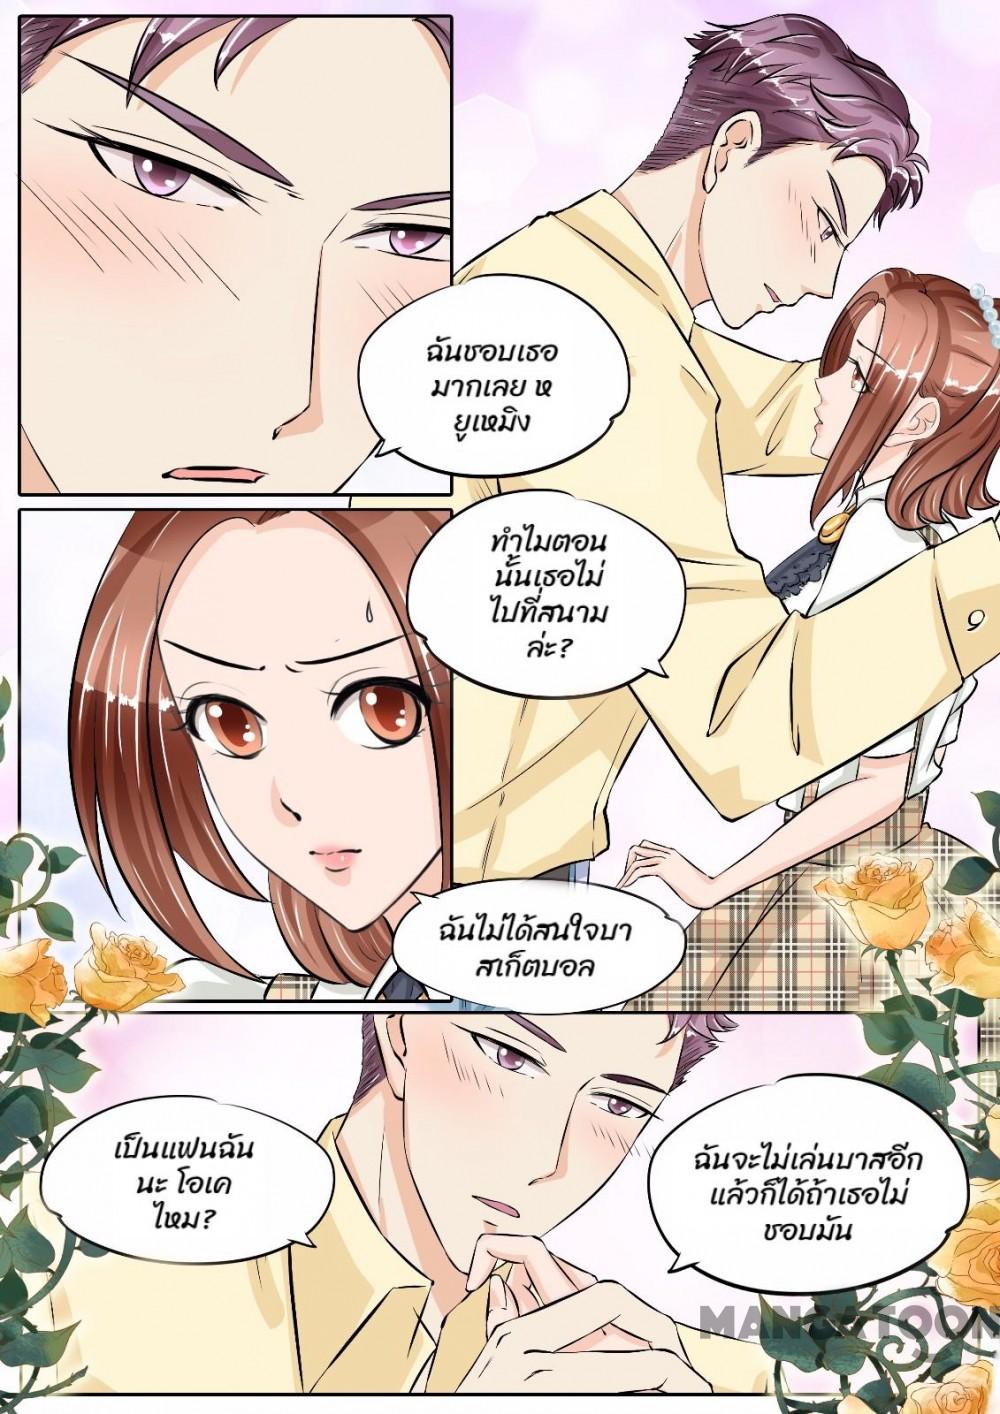 ฉันชอบเธอ
มากเลย ห
ยูเหมิง
ทำไมตอน
นั้นเธอไม่
ไปที่สนาม
ล่ะ?
ฉันไม่ได้สนใจบา
สเก็ตบอล
เป็นแฟนฉัน
นะ โอเค
ไหม?
ฉันจะไม่เล่นบาสอีก
แล้วก็ได้ถ้าเธอไม่
ชอบมัน
MANGATOON